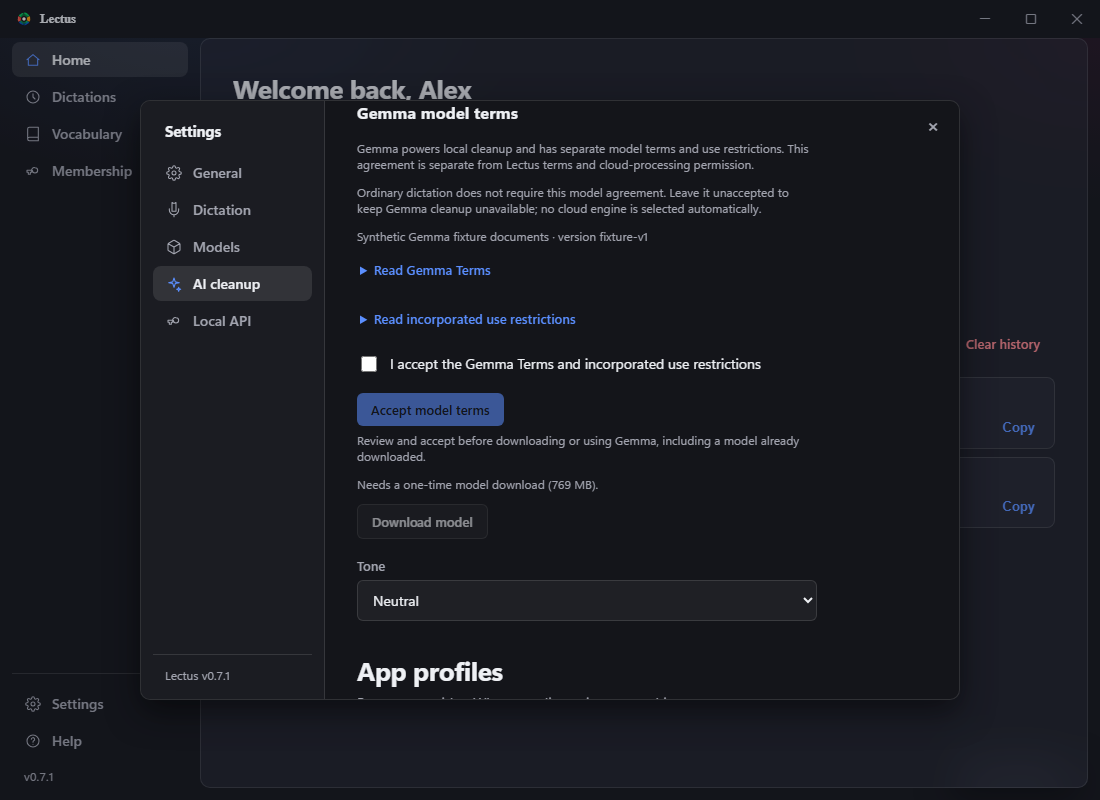 Lectus
Home
Dictations
Vocabulary
Membership
Welcome back, Alex
Clear history
Copy
Copy
Settings
General
Dictation
Models
AI cleanup
Local API
Lectus v0.7.1
Gemma model terms
Gemma powers local cleanup and has separate model terms and use restrictions. This
agreement is separate from Lectus terms and cloud-processing permission.
Ordinary dictation does not require this model agreement. Leave it unaccepted to
keep Gemma cleanup unavailable; no cloud engine is selected automatically.
Synthetic Gemma fixture documents · version fixture-v1
Read Gemma Terms
Read incorporated use restrictions
I accept the Gemma Terms and incorporated use restrictions
Accept model terms
Review and accept before downloading or using Gemma, including a model already
downloaded.
Needs a one-time model download (769 MB).
Download model
Tone
Neutral
App profiles
Settings
Help
v0.7.1